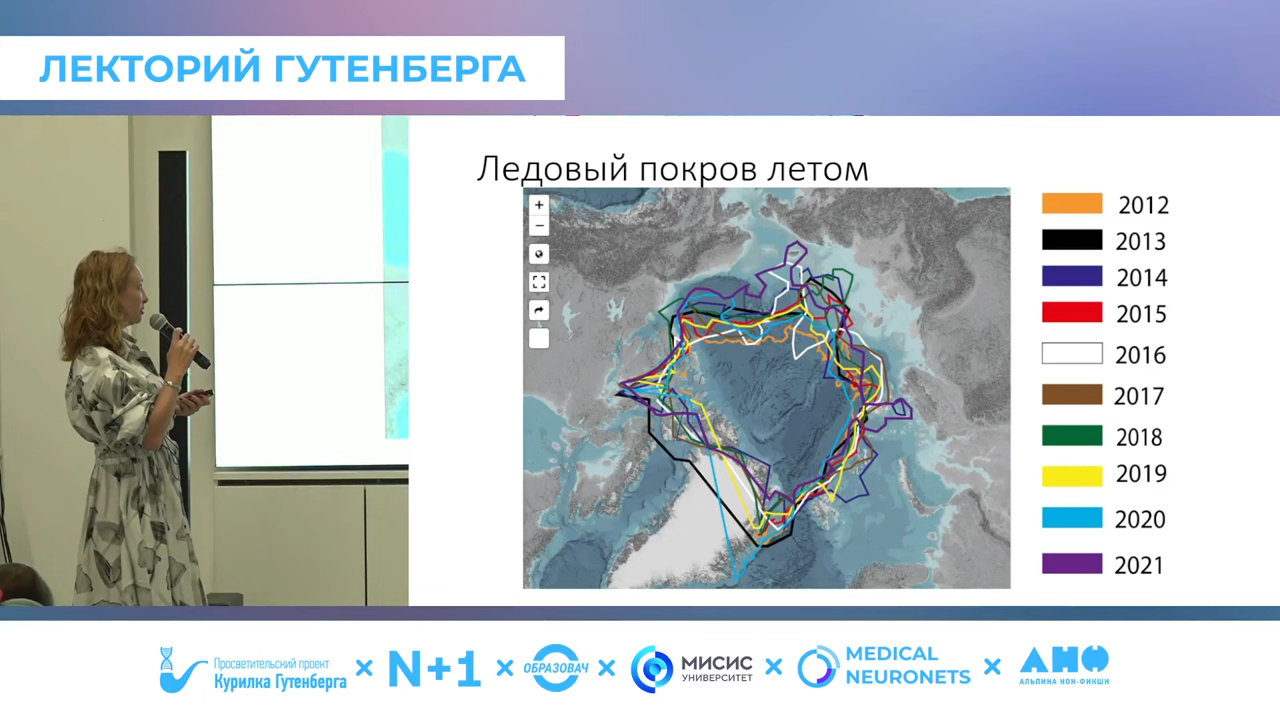 ЛЕКТОРИЙ ГУТЕНБЕРГА
Ледовый покров летом
2012
2013
2014
2015
2016
2017
2018
2019
2020
2021
Просветительский проект
Курилка Гутенберга
×
N+1
×
ОБРАЗОВАЧ
×
МИСИС
УНИВЕРСИТЕТ
×
MEDICAL
NEURONETS
×
АНФ
АЛЬПИНА НОН-ФИКШН